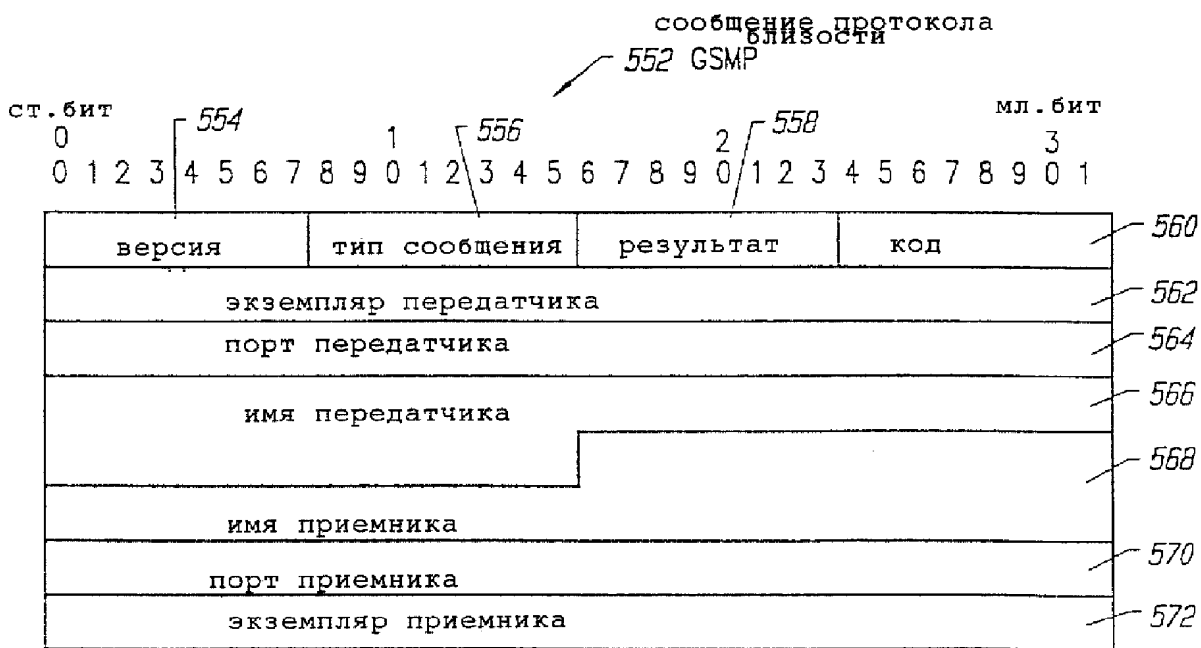 сообщение протокола
близости
552 GSMP
ст.бит мл.бит
554 556 558
0 1 2 3
0 1 2 3 4 5 6 7 8 9 0 1 2 3 4 5 6 7 8 9 0 1 2 3 4 5 6 7 8 9 0 1
версия тип сообщения результат код 560
экземпляр передатчика 562
порт передатчика 564
имя передатчика 566
568
имя приемника
порт приемника 570
экземпляр приемника 572